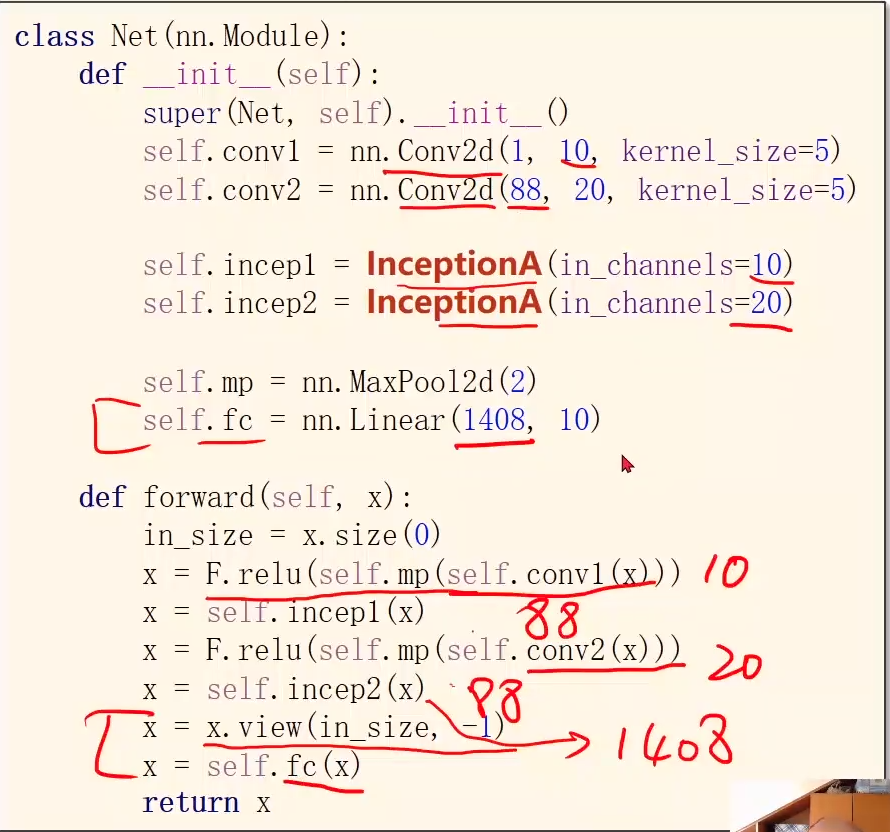 class Net(nn.Module):
    def __init__(self):
        super(Net, self).__init__()
        self.conv1 = nn.Conv2d(1, 10, kernel_size=5)
        self.conv2 = nn.Conv2d(88, 20, kernel_size=5)
        self.incep1 = InceptionA(in_channels=10)
        self.incep2 = InceptionA(in_channels=20)
        self.mp = nn.MaxPool2d(2)
        self.fc = nn.Linear(1408, 10)
    def forward(self, x):
        in_size = x.size(0)
        x = F.relu(self.mp(self.conv1(x))) 10
        x = self.incep1(x) 88
        x = F.relu(self.mp(self.conv2(x))) 20
        x = self.incep2(x) 88
        x = x.view(in_size, -1) 1408
        x = self.fc(x)
        return x